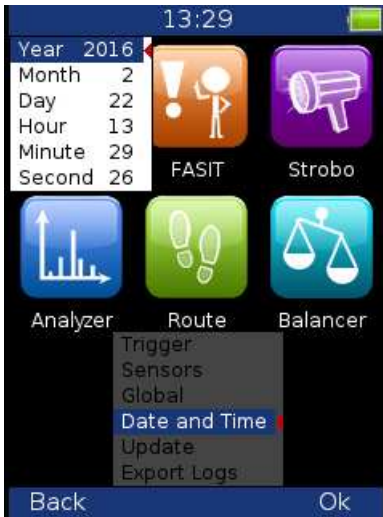 13:29
Year 2016
Month 2
Day 22
Hour 13
Minute 29
Second 26
FASIT Strobo
Analyzer Route Balancer
Trigger
Sensors
Global
Date and Time
Update
Export Logs
Back Ok